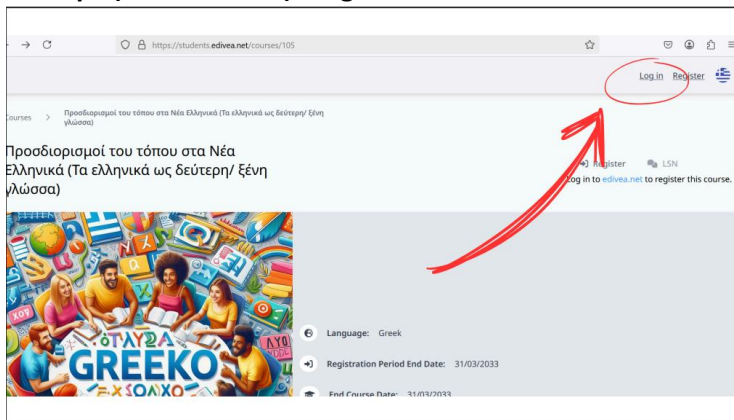 https://students.edivea.net/courses/105
Log in Register
Courses > Προσδιορισμοί του τόπου στα Νέα Ελληνικά (Τα ελληνικά ως δεύτερη/ ξένη
γλώσσα)
Προσδιορισμοί του τόπου στα Νέα
Ελληνικά (Τα ελληνικά ως δεύτερη/ ξένη
γλώσσα)
Register LSN
Log in to edivea.net to register this course.
GREEKO
Language: Greek
Registration Period End Date: 31/03/2033
End Course Date: 31/03/2033